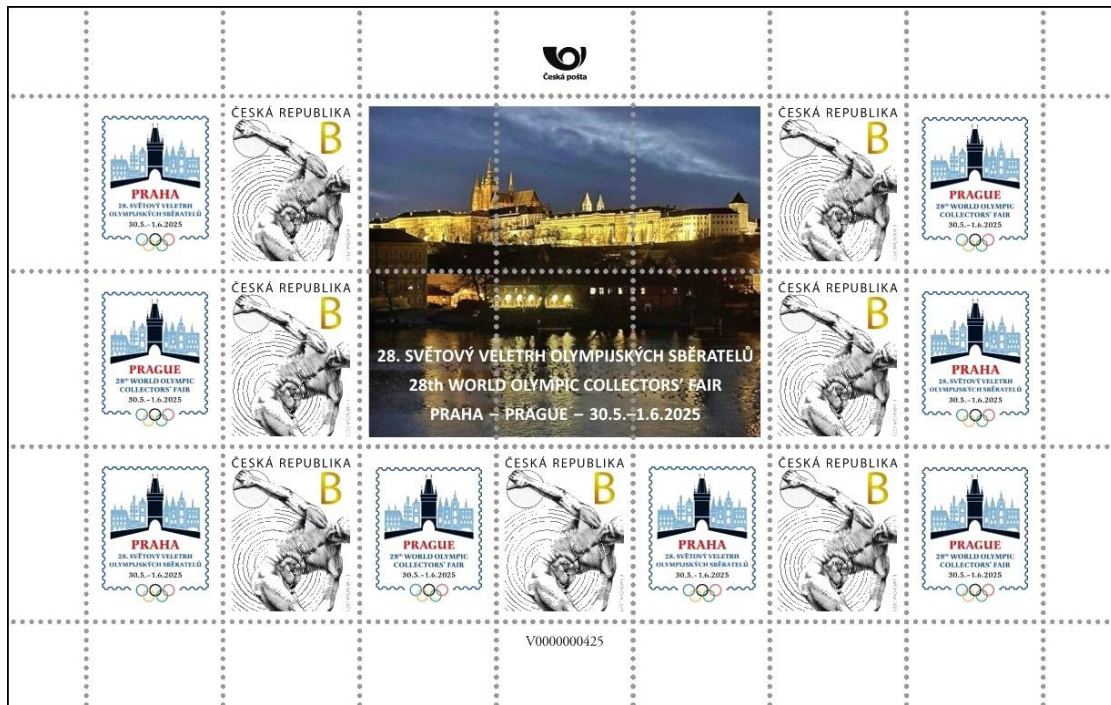 Česká pošta
PRAHA
28. SVĚTOVÝ VELETRH
OLYMPIJSKÝCH SBĚRATELŮ
30.5.–1.6.2025
ČESKÁ REPUBLIKA
B
ČESKÁ REPUBLIKA
B
PRAGUE
28th WORLD OLYMPIC
COLLECTORS' FAIR
30.5.–1.6.2025
PRAGUE
28th WORLD OLYMPIC
COLLECTORS' FAIR
30.5.–1.6.2025
ČESKÁ REPUBLIKA
B
28. SVĚTOVÝ VELETRH OLYMPIJSKÝCH SBĚRATELŮ
28th WORLD OLYMPIC COLLECTORS' FAIR
PRAHA – PRAGUE – 30.5.–1.6.2025
ČESKÁ REPUBLIKA
B
PRAHA
28. SVĚTOVÝ VELETRH
OLYMPIJSKÝCH SBĚRATELŮ
30.5.–1.6.2025
PRAHA
28. SVĚTOVÝ VELETRH
OLYMPIJSKÝCH SBĚRATELŮ
30.5.–1.6.2025
ČESKÁ REPUBLIKA
B
PRAGUE
28th WORLD OLYMPIC
COLLECTORS' FAIR
30.5.–1.6.2025
ČESKÁ REPUBLIKA
B
PRAHA
28. SVĚTOVÝ VELETRH
OLYMPIJSKÝCH SBĚRATELŮ
30.5.–1.6.2025
ČESKÁ REPUBLIKA
B
PRAGUE
28th WORLD OLYMPIC
COLLECTORS' FAIR
30.5.–1.6.2025
V0000000425